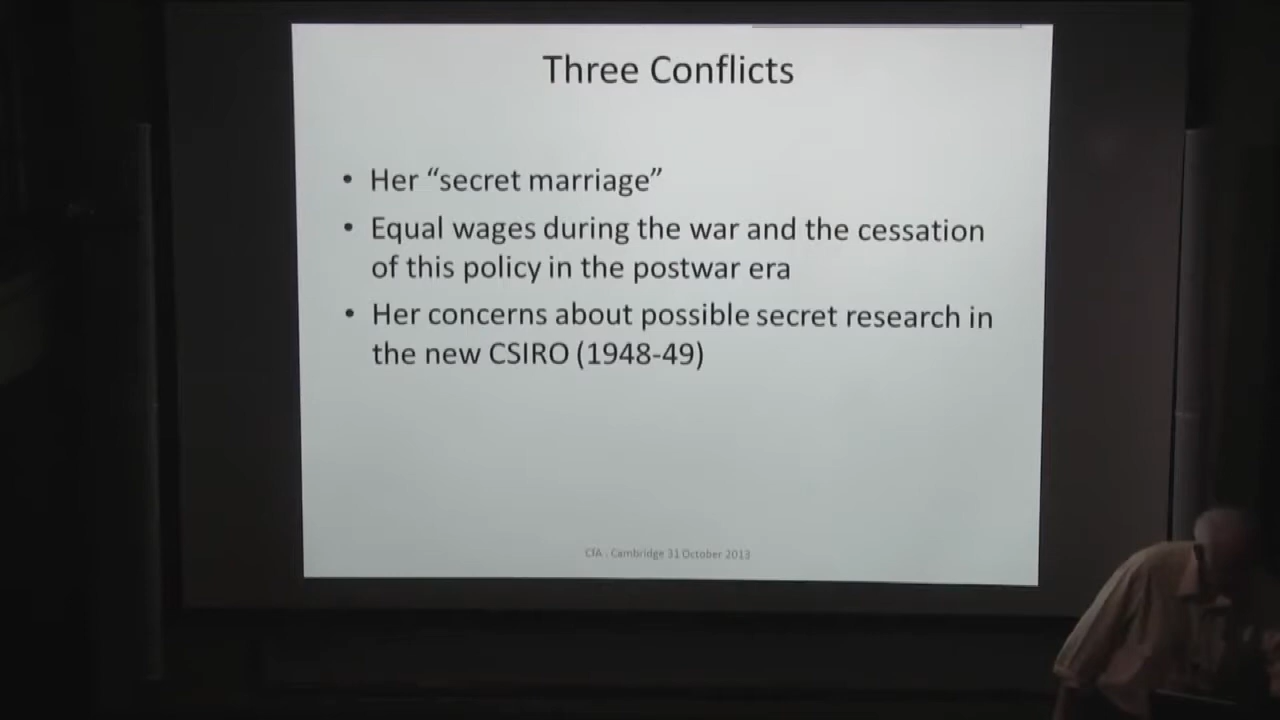 Three Conflicts
• Her “secret marriage”
• Equal wages during the war and the cessation
of this policy in the postwar era
• Her concerns about possible secret research in
the new CSIRO (1948-49)
CfA . Cambridge 31 October 2013